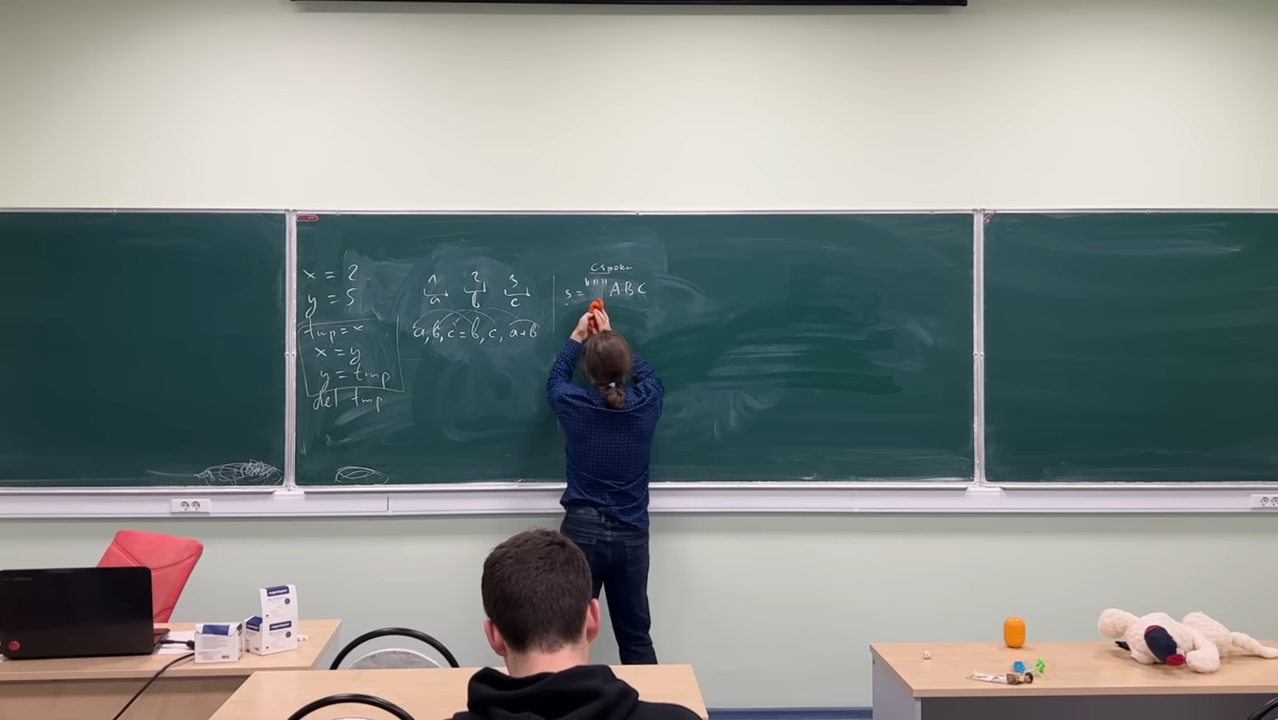 x = 2
y = 5
tmp = x
x = y
y = tmp
del tmp
1 2 3
a b c
a, b, c = b, c, a+b
строки
s = """ ABC